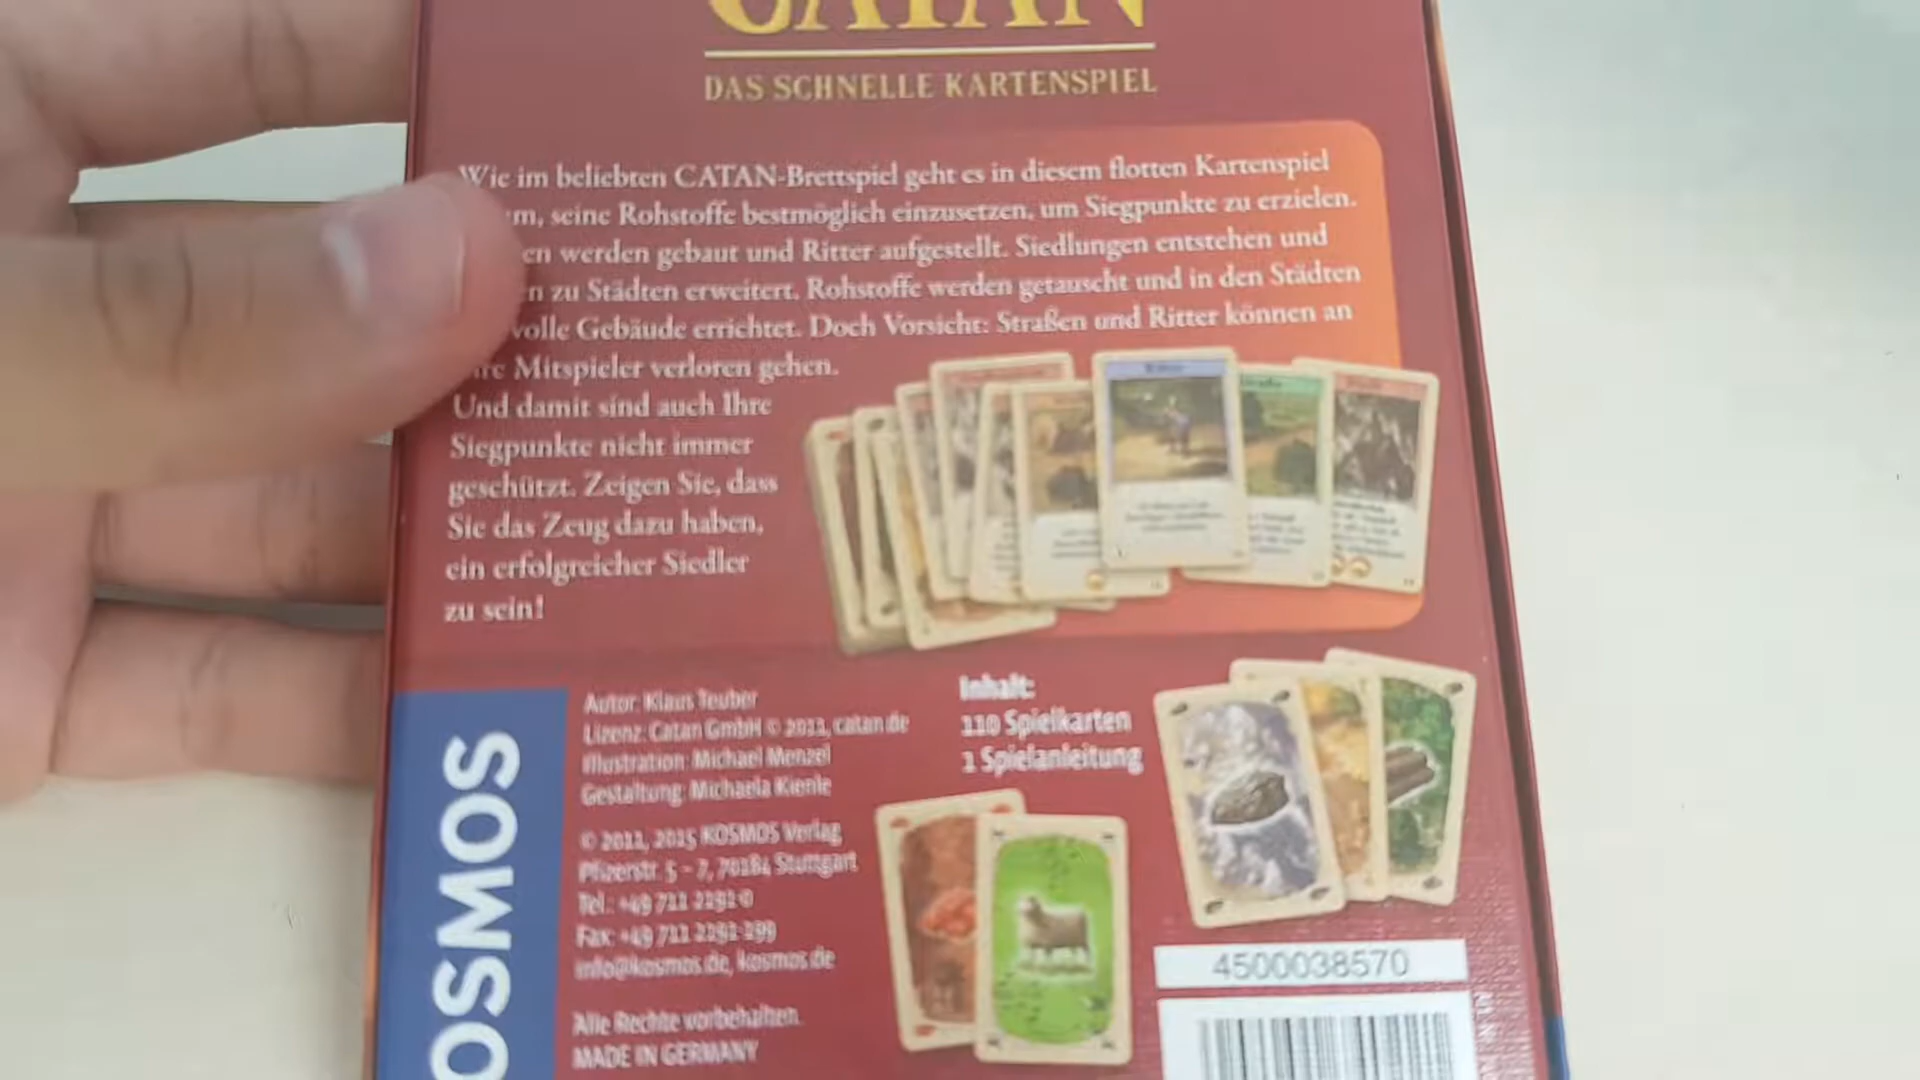 CATAN
DAS SCHNELLE KARTENSPIEL
Wie im beliebten CATAN-Brettspiel geht es in diesem flotten Kartenspiel
seine Rohstoffe bestmöglich einzusetzen, um Siegpunkte zu erzielen.
werden gebaut und Ritter aufgestellt. Siedlungen entstehen und
zu Städten erweitert. Rohstoffe werden getauscht und in den Städten
Gebäude errichtet. Doch Vorsicht: Straßen und Ritter können an
Mitspieler verloren gehen.
Und damit sind auch Ihre
Siegpunkte nicht immer
geschützt. Zeigen Sie, dass
Sie das Zeug dazu haben,
ein erfolgreicher Siedler
zu sein!
KOSMOS
Autor: Klaus Teuber
Lizenz: Catan GmbH © 2011, catan.de
Illustration: Michael Menzel
Gestaltung: Michaela Kienle
© 2011, 2015 KOSMOS Verlag
Pfizerstr. 5 - 7, 70184 Stuttgart
Tel.: +49 711 2191-0
Fax: +49 711 2191-199
info@kosmos.de, kosmos.de
Alle Rechte vorbehalten.
MADE IN GERMANY
Inhalt:
110 Spielkarten
1 Spielanleitung
4500038570